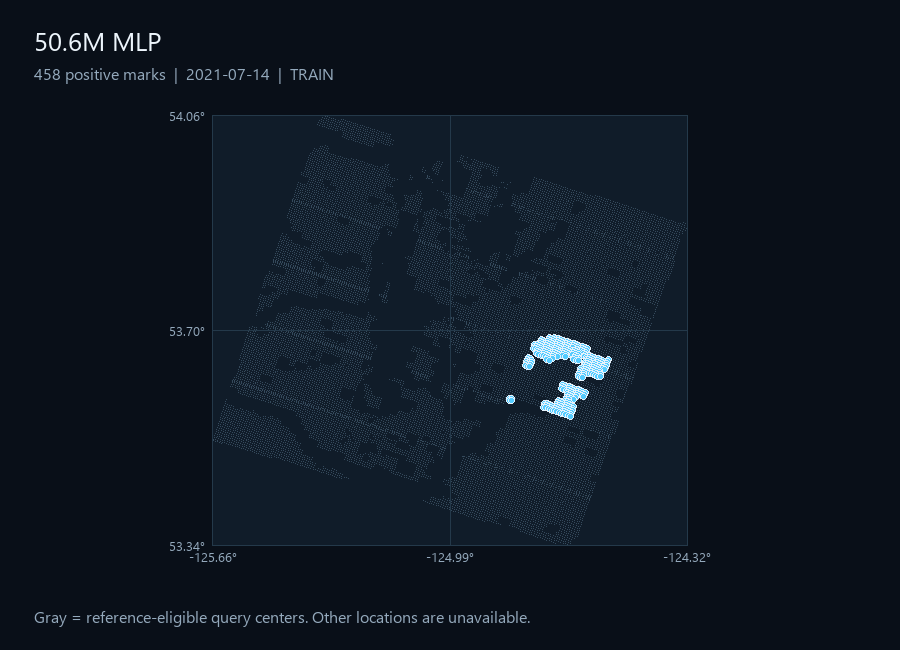 50.6M MLP
458 positive marks | 2021-07-14 | TRAIN
54.06°
53.70°
53.34°
-125.66°
-124.99°
-124.32°
Gray = reference-eligible query centers. Other locations are unavailable.